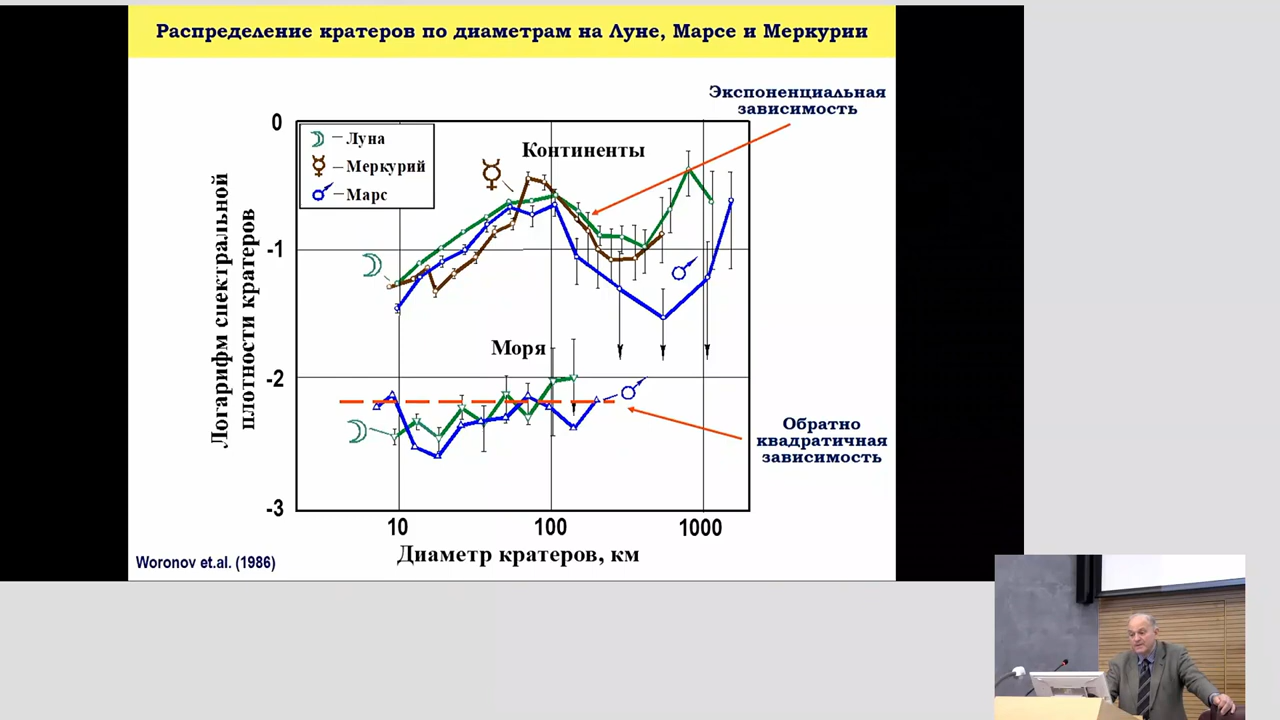 Распределение кратеров по диаметрам на Луне, Марсе и Меркурии
Экспоненциальная
зависимость
0
– Луна
– Меркурий
– Марс
Континенты
-1
Логарифм спектральной
плотности кратеров
Моря
-2
Обратно
квадратичная
зависимость
-3
10 100 1000
Диаметр кратеров, км
Woronov et.al. (1986)